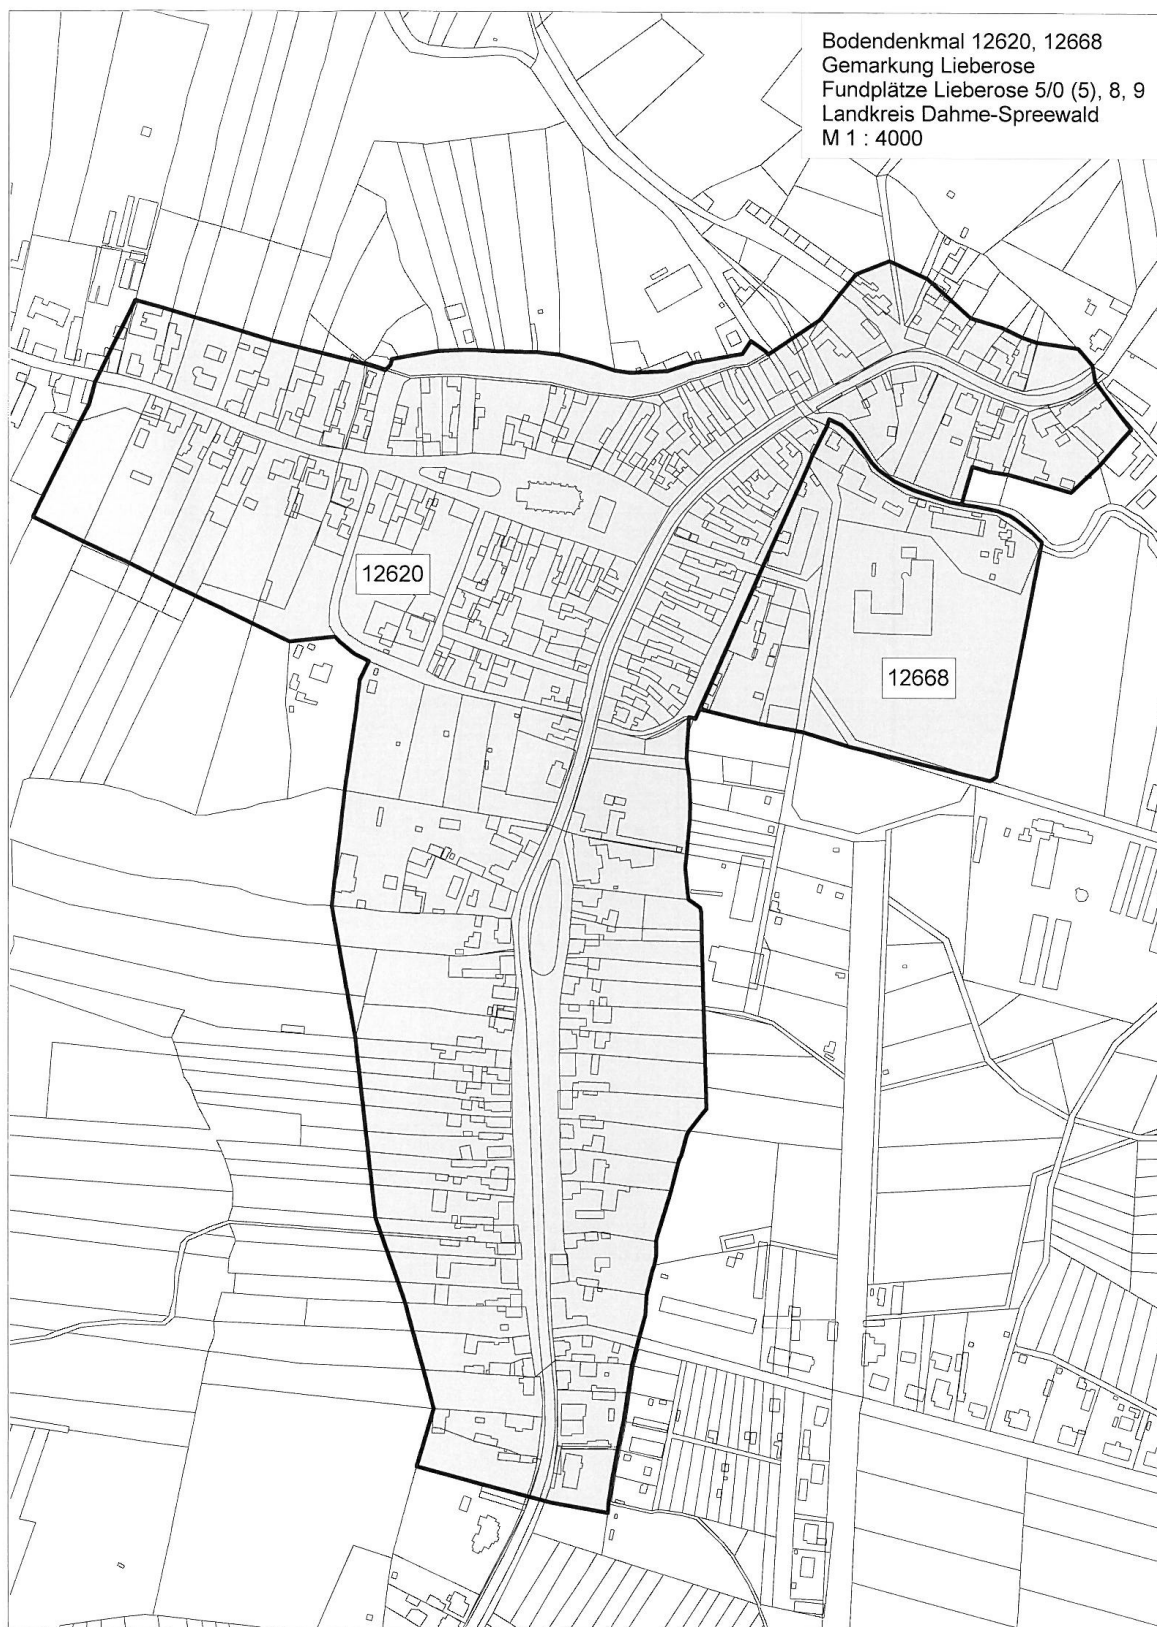 Bodendenkmal 12620, 12668
Gemarkung Lieberose
Fundplätze Lieberose 5/0 (5), 8, 9
Landkreis Dahme-Spreewald
M 1 : 4000
12620
12668